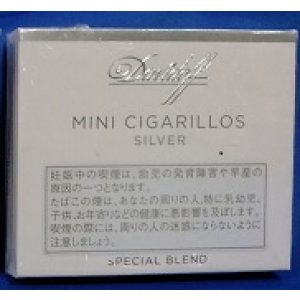 Davidoff
MINI CIGARILLOS
SILVER
妊娠中の喫煙は、胎児の発育障害や早産の
原因の一つとなります。
たばこの煙は、あなたの周りの人、特に乳幼児、
子供、お年寄りなどの健康に悪影響を及ぼします。
喫煙の際には、周りの人の迷惑にならないように
注意しましょう。
SPECIAL BLEND